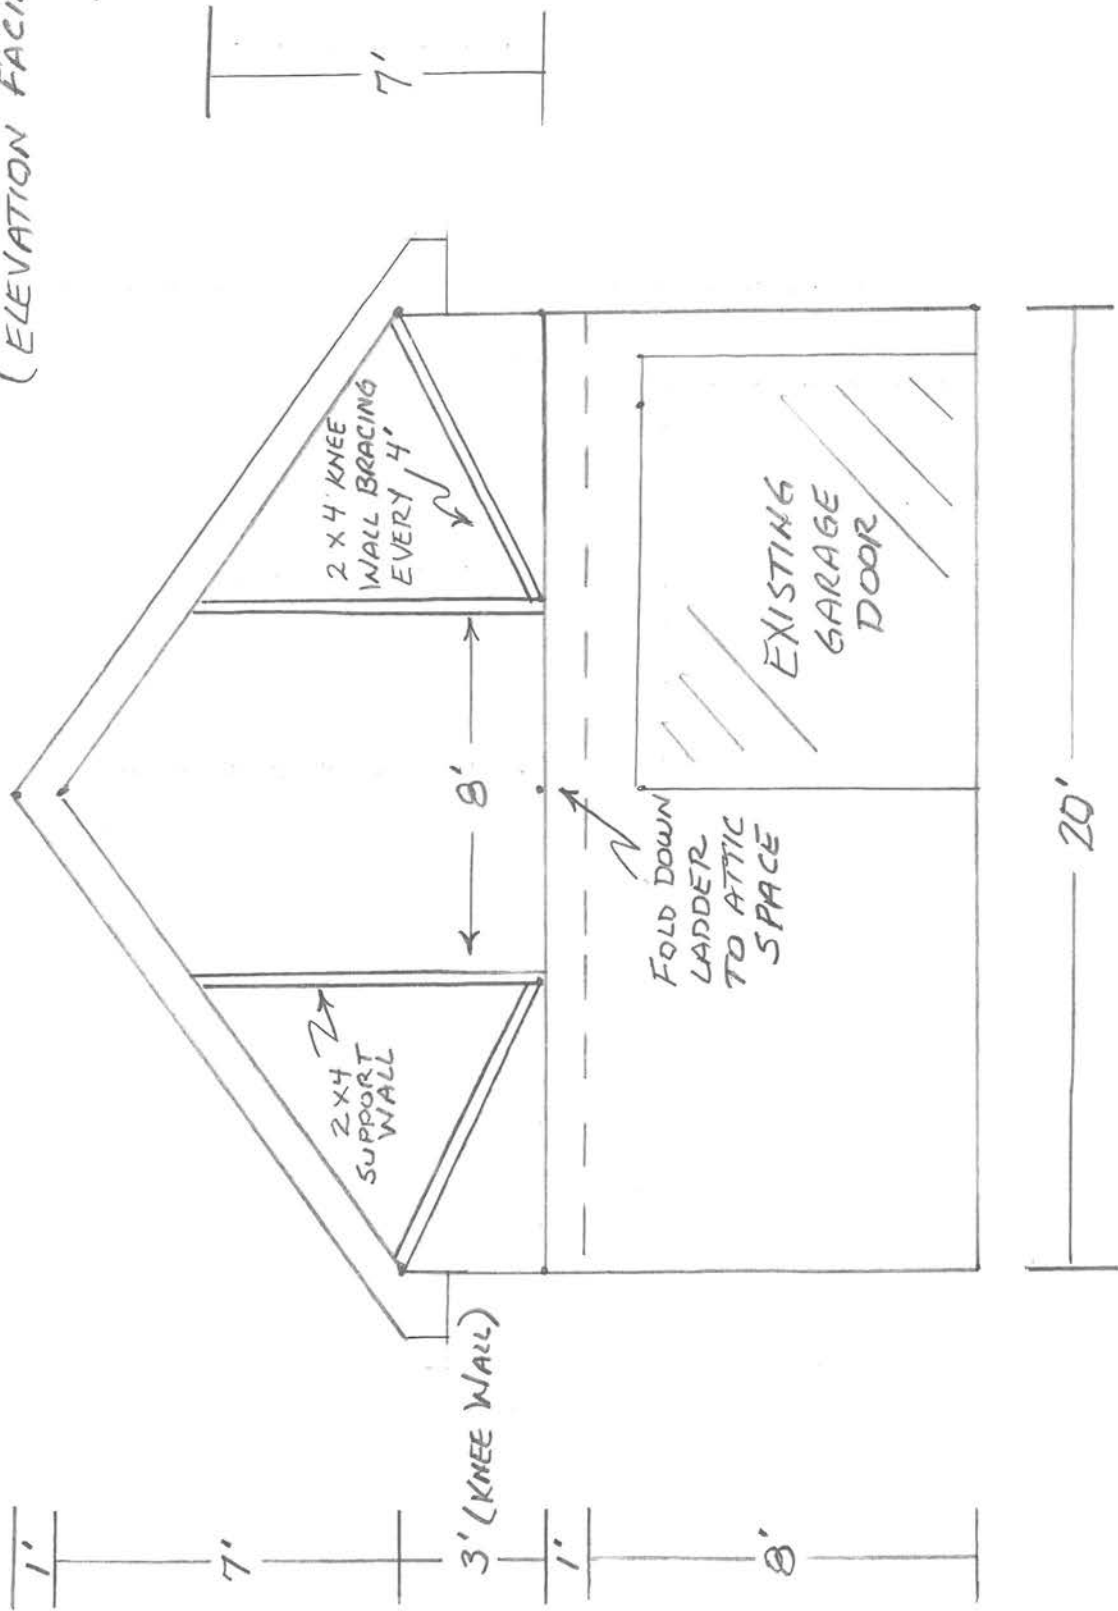 (ELEVATION FACI
1'
7'
3' (KNEE WALL)
1'
8'
7'
2X4
SUPPORT
WALL
2 X 4 KNEE
WALL BRACING
EVERY 4'
8'
FOLD DOWN
LADDER
TO ATTIC
SPACE
EXISTING
GARAGE
DOOR
20'